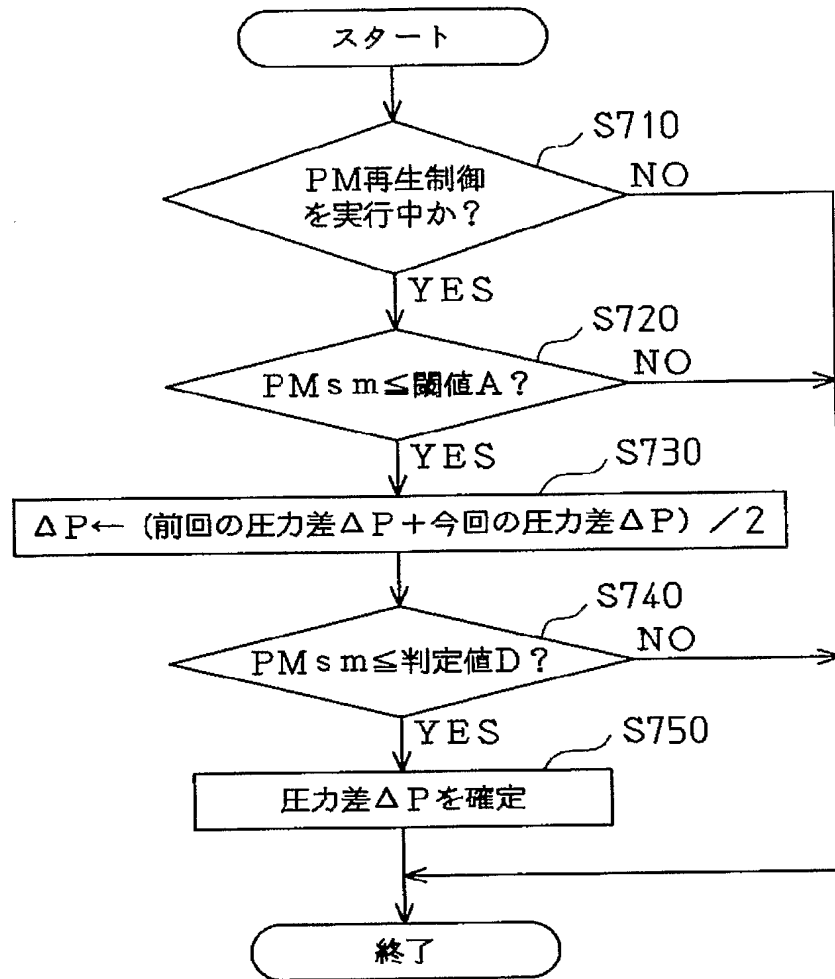 スタート
S710
PM再生制御
を実行中か？
NO
YES
S720
PMsm≦閾値A？
NO
YES
S730
ΔP←（前回の圧力差ΔP＋今回の圧力差ΔP）／2
S740
PMsm≦判定値D？
NO
YES
S750
圧力差ΔPを確定
終了